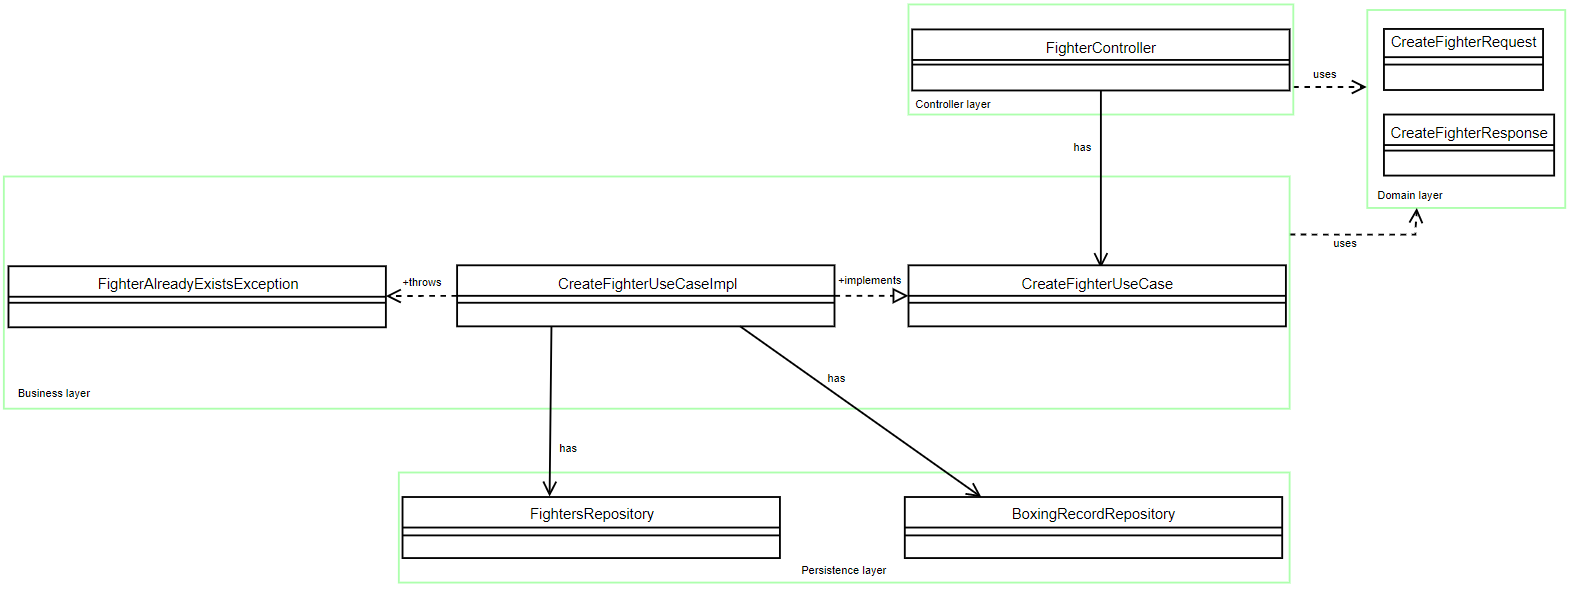 FighterController
Controller layer
uses
CreateFighterRequest
CreateFighterResponse
Domain layer
has
uses
FighterAlreadyExistsException
+throws
CreateFighterUseCaseImpl
+implements
CreateFighterUseCase
Business layer
has
has
FightersRepository
BoxingRecordRepository
Persistence layer